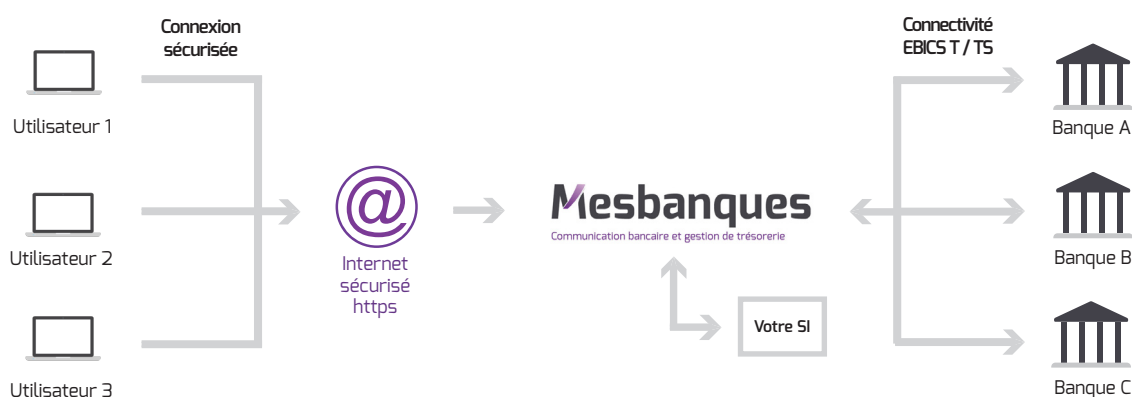 Connexion
sécurisée
Connectivité
EBICS T / TS
Utilisateur 1
Utilisateur 2
Utilisateur 3
@
Internet
sécurisé
https
Mesbanques
Communication bancaire et gestion de trésorerie
Votre SI
Banque A
Banque B
Banque C